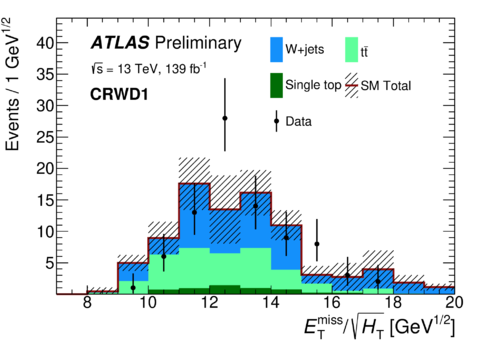 Events / 1 GeV^{1/2}
40
35
30
25
20
15
10
5
ATLAS Preliminary
√s = 13 TeV, 139 fb⁻¹
CRWD1
W+jets
tt̄
Single top
SM Total
Data
8 10 12 14 16 18 20
E_T^{miss}/√H_T [GeV^{1/2}]